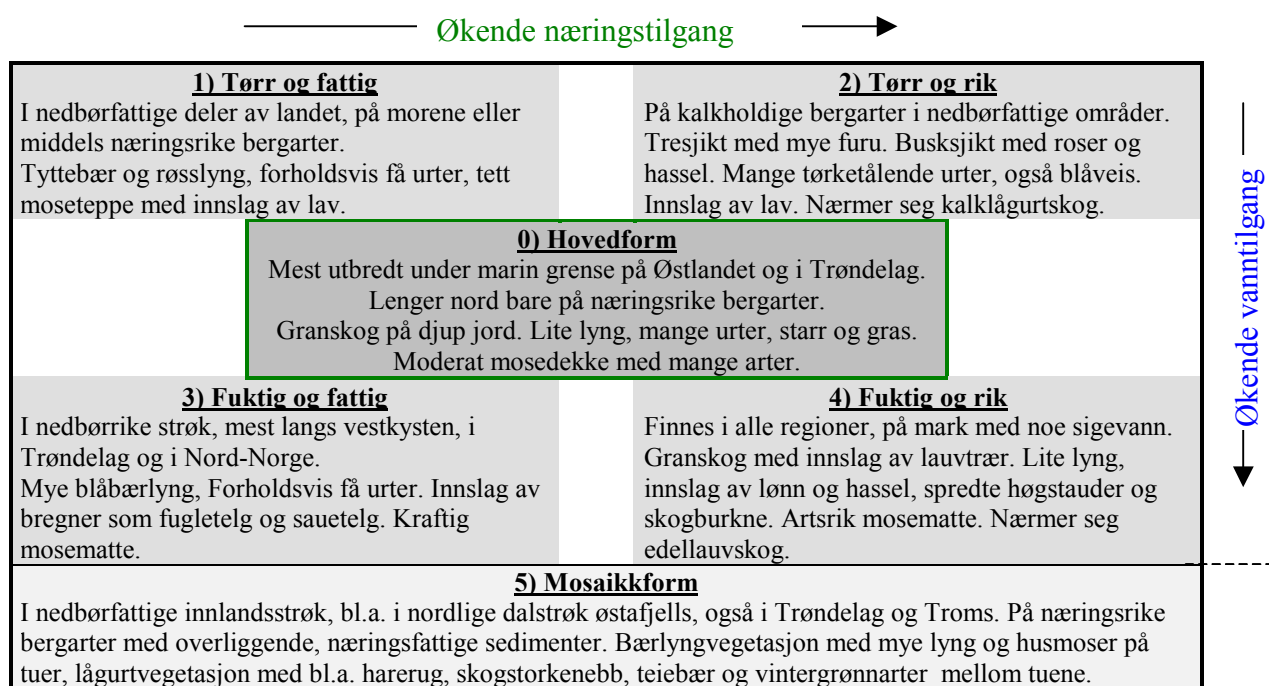 Økende næringstilgang
1) Tørr og fattig
I nedbørfattige deler av landet, på morene eller
middels næringsrike bergarter.
Tyttebær og røsslyng, forholdsvis få urter, tett
moseteppe med innslag av lav.
2) Tørr og rik
På kalkholdige bergarter i nedbørfattige områder.
Tresjikt med mye furu. Busksjikt med roser og
hassel. Mange tørketålende urter, også blåveis.
Innslag av lav. Nærmer seg kalklågurtskog.
Økende vanntilgang
0) Hovedform
Mest utbredt under marin grense på Østlandet og i Trøndelag.
Lenger nord bare på næringsrike bergarter.
Granskog på djup jord. Lite lyng, mange urter, starr og gras.
Moderat mosedekke med mange arter.
3) Fuktig og fattig
I nedbørrike strøk, mest langs vestkysten, i
Trøndelag og i Nord-Norge.
Mye blåbærlyng, Forholdsvis få urter. Innslag av
bregner som fugletelg og sauetelg. Kraftig
mosematte.
4) Fuktig og rik
Finnes i alle regioner, på mark med noe sigevann.
Granskog med innslag av lauvtrær. Lite lyng,
innslag av lønn og hassel, spredte høgstauder og
skogburkne. Artsrik mosematte. Nærmer seg
edellauvskog.
5) Mosaikkform
I nedbørfattige innlandsstrøk, bl.a. i nordlige dalstrøk østafjells, også i Trøndelag og Troms. På næringsrike
bergarter med overliggende, næringsfattige sedimenter. Bærlyngvegetasjon med mye lyng og husmoser på
tuer, lågurtvegetasjon med bl.a. harerug, skogstorkenebb, teiebær og vintergrønnarter mellom tuene.